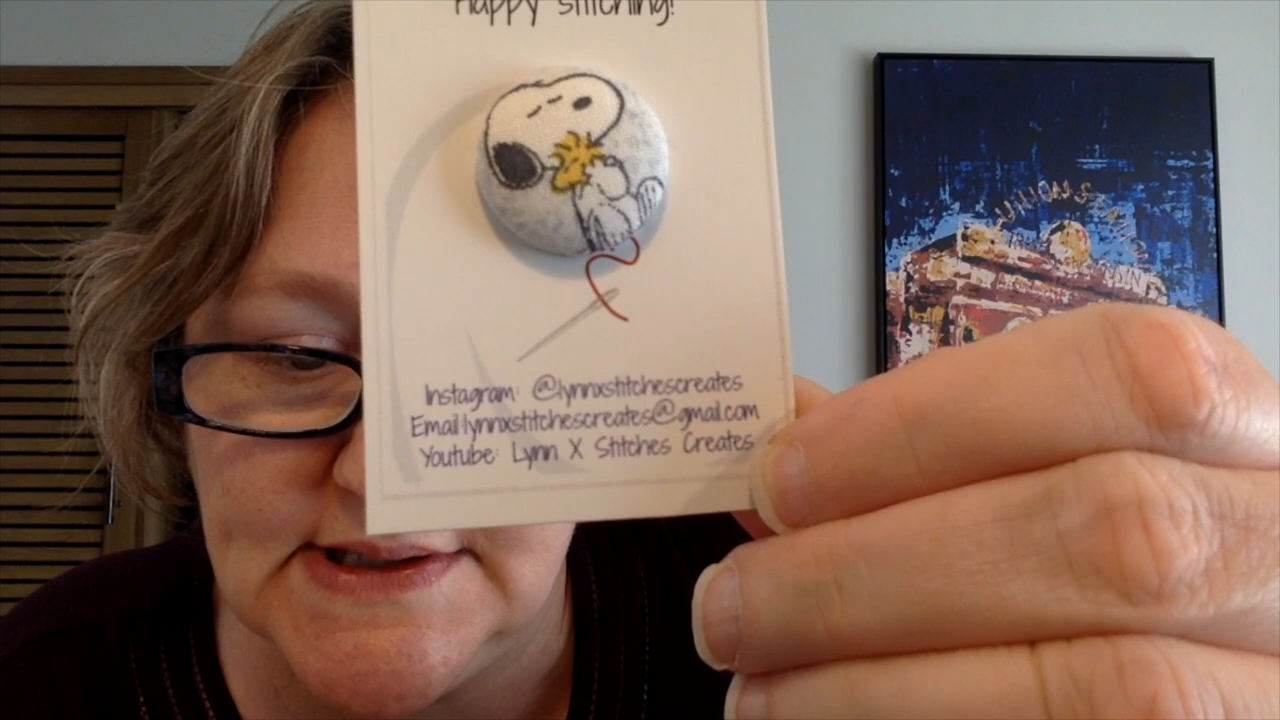 Happy stitching!
Instagram: @lynnxstitchescreates
Email:lynnxstitchescreates@gmail.com
Youtube: Lynn X Stitches Creates